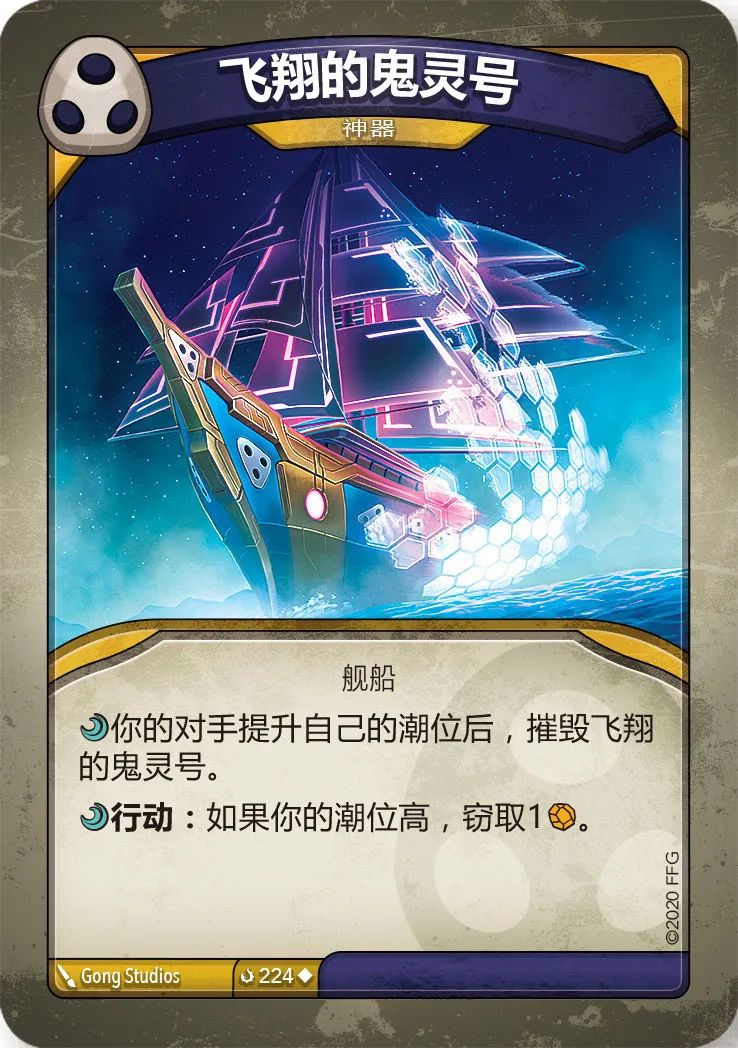 飞翔的鬼灵号
神器
舰船
你的对手提升自己的潮位后，摧毁飞翔
的鬼灵号。
行动：如果你的潮位高，窃取1。
©2020 FFG
Gong Studios
224